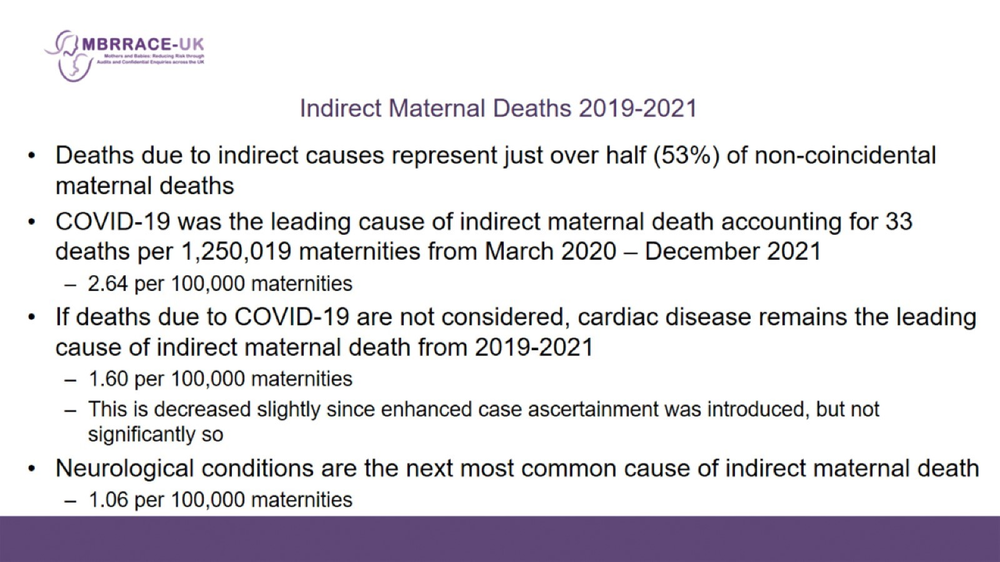 MBRRACE-UK
Mothers and Babies: Reducing Risk through
Audits and Confidential Enquiries across the UK
Indirect Maternal Deaths 2019-2021
• Deaths due to indirect causes represent just over half (53%) of non-coincidental
maternal deaths
• COVID-19 was the leading cause of indirect maternal death accounting for 33
deaths per 1,250,019 maternities from March 2020 – December 2021
– 2.64 per 100,000 maternities
• If deaths due to COVID-19 are not considered, cardiac disease remains the leading
cause of indirect maternal death from 2019-2021
– 1.60 per 100,000 maternities
– This is decreased slightly since enhanced case ascertainment was introduced, but not
significantly so
• Neurological conditions are the next most common cause of indirect maternal death
– 1.06 per 100,000 maternities